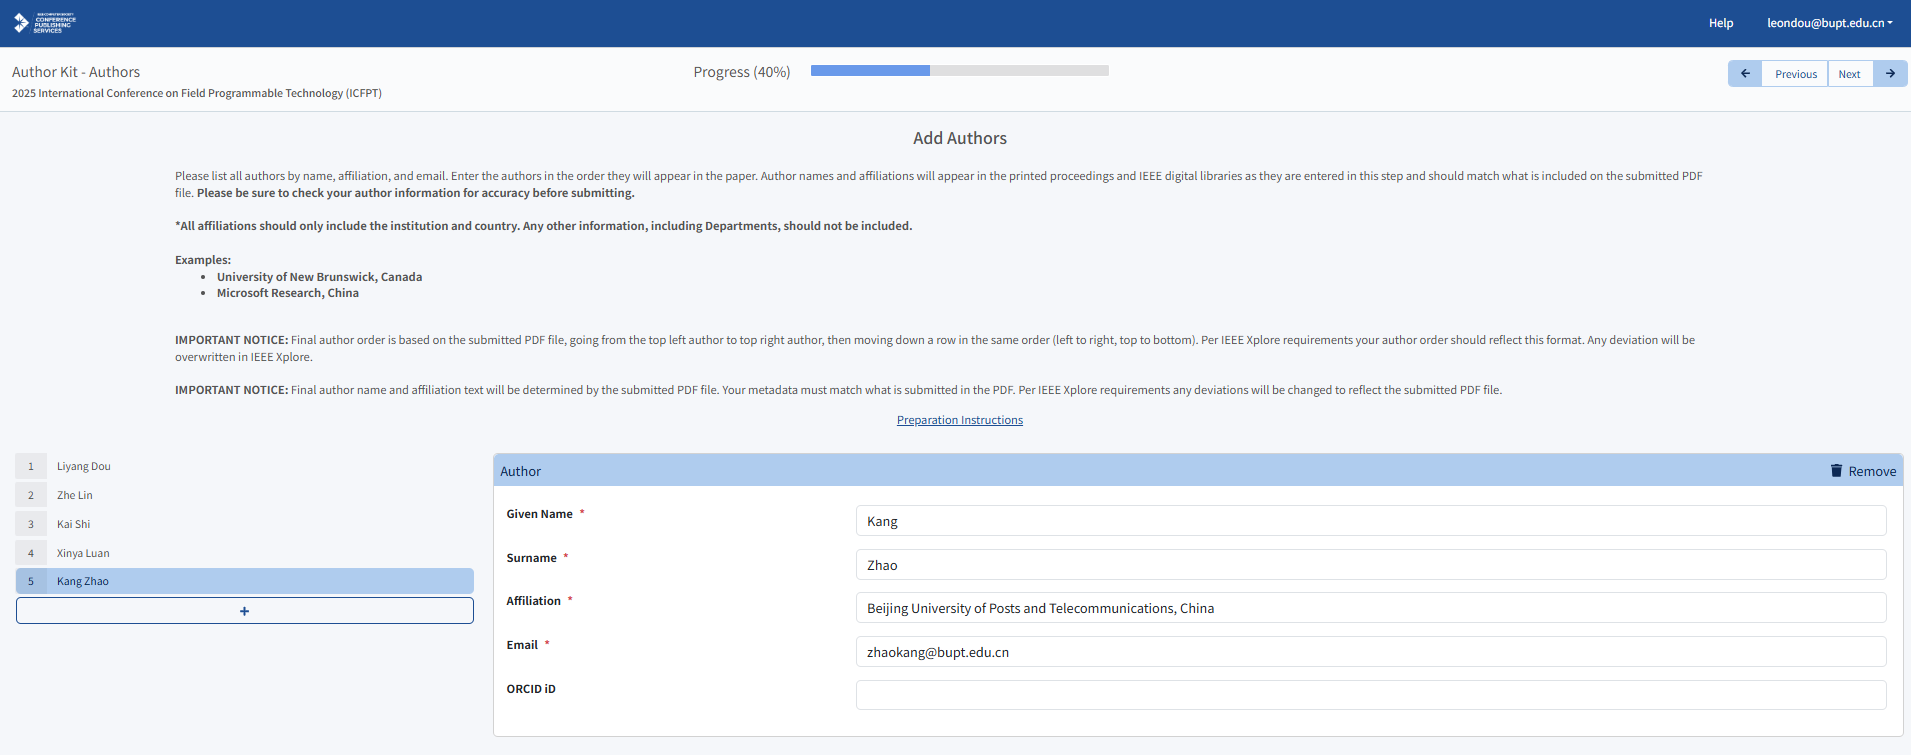 IEEE COMPUTER SOCIETY
CONFERENCE
PUBLISHING
SERVICES
Help
leondou@bupt.edu.cn
Author Kit - Authors
2025 International Conference on Field Programmable Technology (ICFPT)
Progress (40%)
Previous
Next
Add Authors
Please list all authors by name, affiliation, and email. Enter the authors in the order they will appear in the paper. Author names and affiliations will appear in the printed proceedings and IEEE digital libraries as they are entered in this step and should match what is included on the submitted PDF
file. Please be sure to check your author information for accuracy before submitting.
*All affiliations should only include the institution and country. Any other information, including Departments, should not be included.
Examples:
• University of New Brunswick, Canada
• Microsoft Research, China
IMPORTANT NOTICE: Final author order is based on the submitted PDF file, going from the top left author to top right author, then moving down a row in the same order (left to right, top to bottom). Per IEEE Xplore requirements your author order should reflect this format. Any deviation will be
overwritten in IEEE Xplore.
IMPORTANT NOTICE: Final author name and affiliation text will be determined by the submitted PDF file. Your metadata must match what is submitted in the PDF. Per IEEE Xplore requirements any deviations will be changed to reflect the submitted PDF file.
Preparation Instructions
1 Liyang Dou
2 Zhe Lin
3 Kai Shi
4 Xinya Luan
5 Kang Zhao
+
Author
Remove
Given Name *
Kang
Surname *
Zhao
Affiliation *
Beijing University of Posts and Telecommunications, China
Email *
zhaokang@bupt.edu.cn
ORCID iD